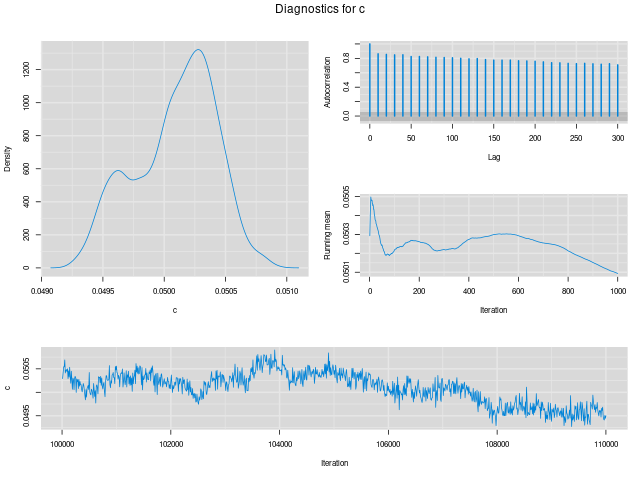 Diagnostics for c
Density
0 200 400 600 800 1000 1200
0.0490 0.0495 0.0500 0.0505 0.0510
c
Autocorrelation
0.0 0.4 0.8
0 50 100 150 200 250 300
Lag
Running mean
0.0501 0.0503 0.0505
0 200 400 600 800 1000
Iteration
c
0.0495 0.0505
100000 102000 104000 106000 108000 110000
Iteration